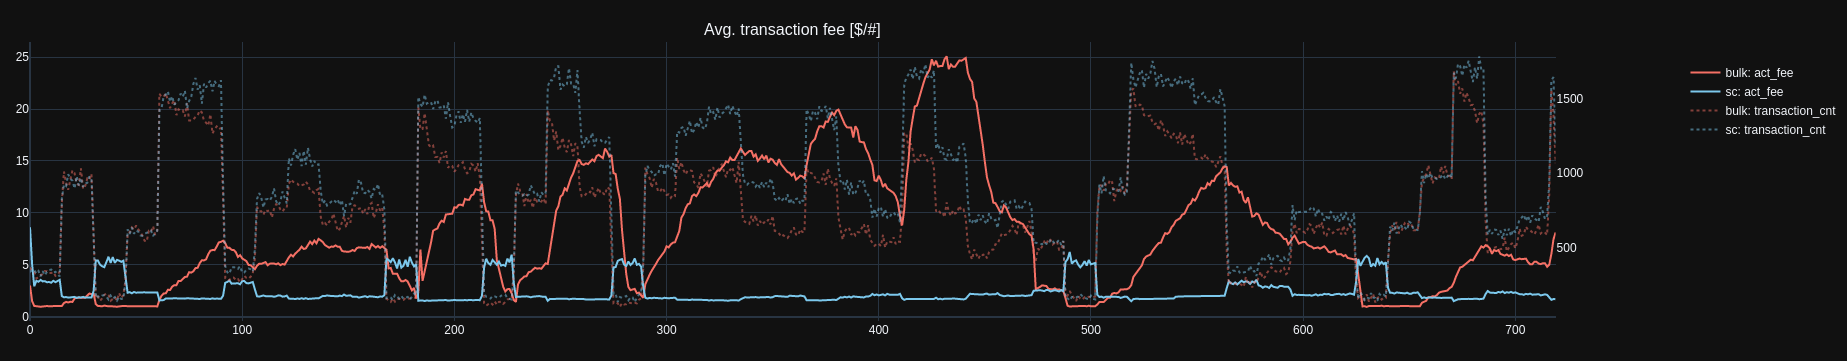 Avg. transaction fee [$/#]
25
20
15
10
5
0
1500
1000
500
0 100 200 300 400 500 600 700
bulk: act_fee
sc: act_fee
bulk: transaction_cnt
sc: transaction_cnt